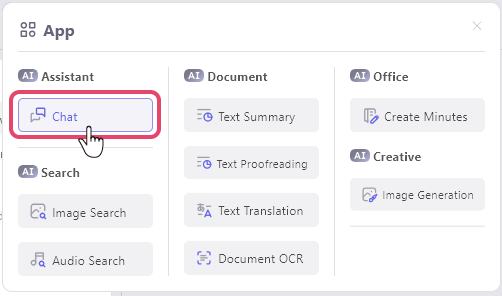 App
AI Assistant
Chat
AI Search
Image Search
Audio Search
AI Document
Text Summary
Text Proofreading
Text Translation
Document OCR
AI Office
Create Minutes
AI Creative
Image Generation